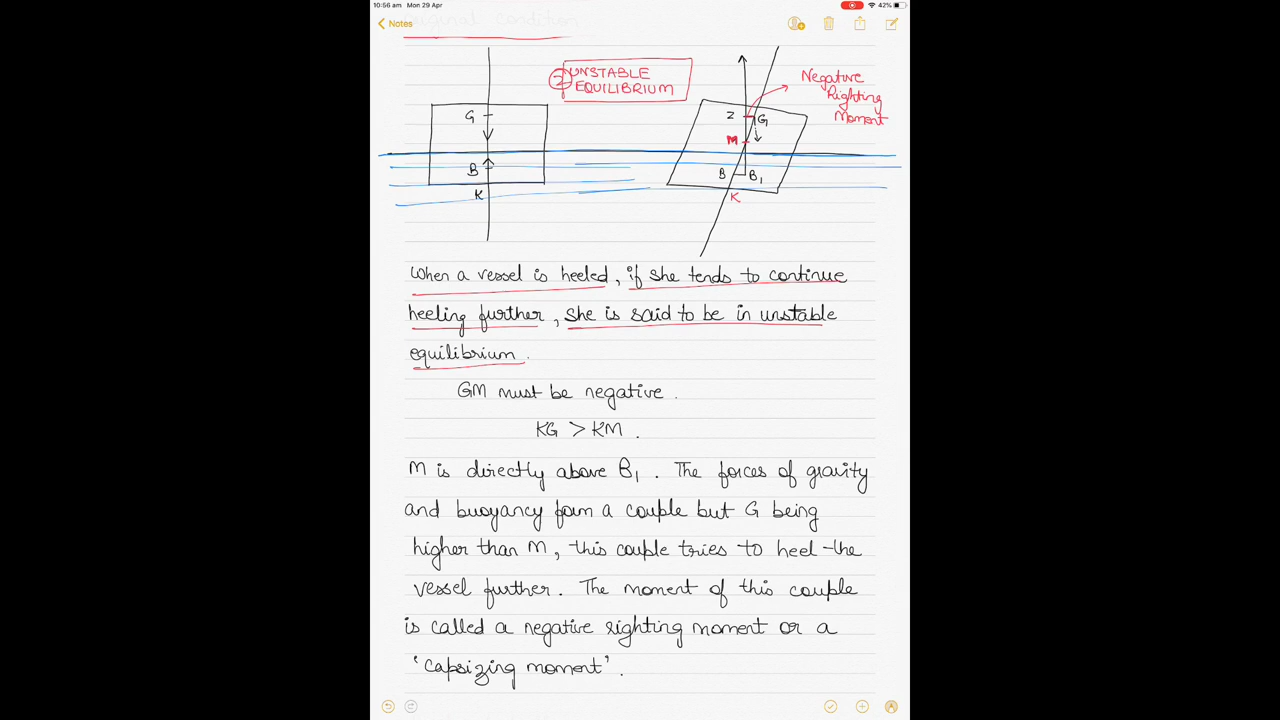 10:56 am Mon 29 Apr
42%
Notes
original condition
② UNSTABLE
EQUILIBRIUM
Negative
Righting
Moment
G
B
K
Z
G
M
B
B1
K
When a vessel is heeled, if she tends to continue
heeling further, she is said to be in unstable
equilibrium.
GM must be negative.
KG > KM.
M is directly above B1. The forces of gravity
and buoyancy form a couple but G being
higher than M, this couple tries to heel the
vessel further. The moment of this couple
is called a negative righting moment or a
'capsizing moment'.